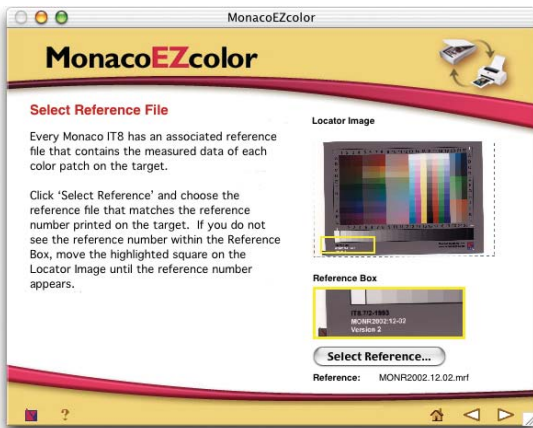 MonacoEZcolor
MonacoEZcolor
Select Reference File
Every Monaco IT8 has an associated reference
file that contains the measured data of each
color patch on the target.
Click ‘Select Reference’ and choose the
reference file that matches the reference
number printed on the target. If you do not
see the reference number within the Reference
Box, move the highlighted square on the
Locator Image until the reference number
appears.
Locator Image
Reference Box
IT8.7/2-1993
MONR2002:12-02
Version 2
Select Reference...
Reference: MONR2002.12.02.mrf
?